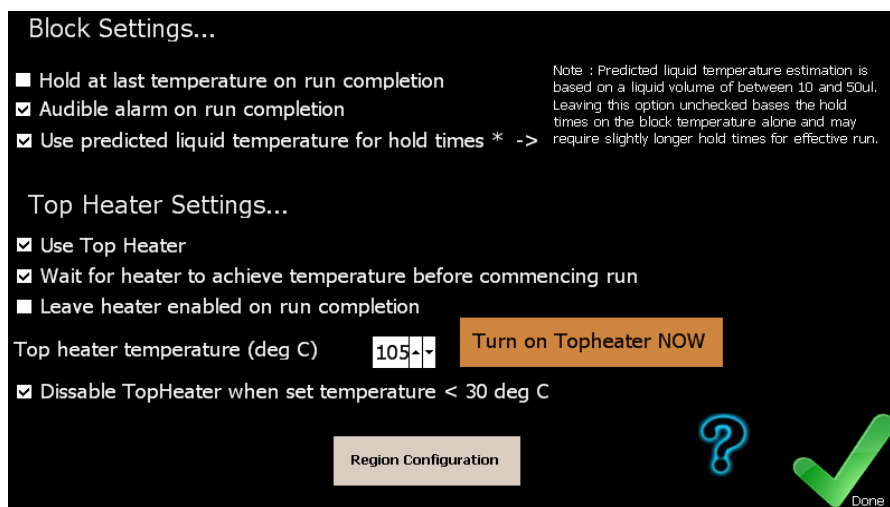 Block Settings...
Hold at last temperature on run completion
Audible alarm on run completion
Use predicted liquid temperature for hold times * ->
Note : Predicted liquid temperature estimation is
based on a liquid volume of between 10 and 50ul.
Leaving this option unchecked bases the hold
times on the block temperature alone and may
require slightly longer hold times for effective run.
Top Heater Settings...
Use Top Heater
Wait for heater to achieve temperature before commencing run
Leave heater enabled on run completion
Top heater temperature (deg C)
105
Turn on Topheater NOW
Dissable TopHeater when set temperature < 30 deg C
Region Configuration
?
Done